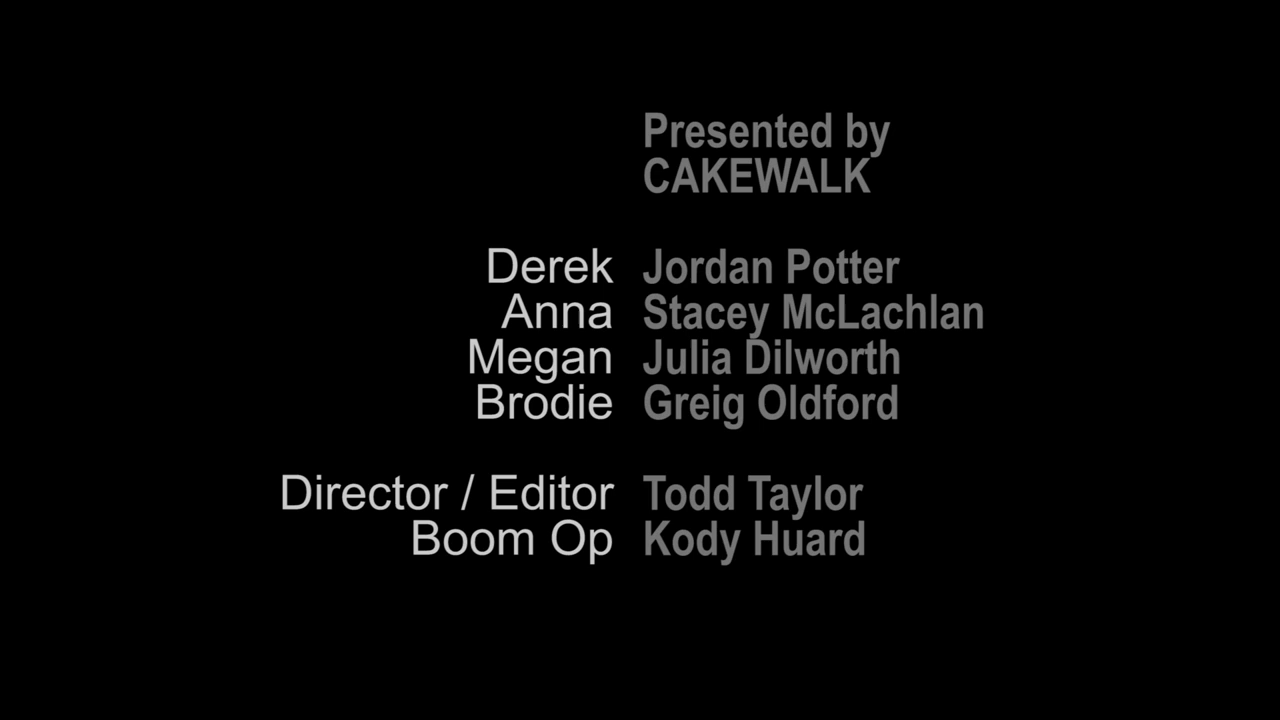 Presented by
CAKEWALK
Derek Jordan Potter
Anna Stacey McLachlan
Megan Julia Dilworth
Brodie Greig Oldford
Director / Editor Todd Taylor
Boom Op Kody Huard